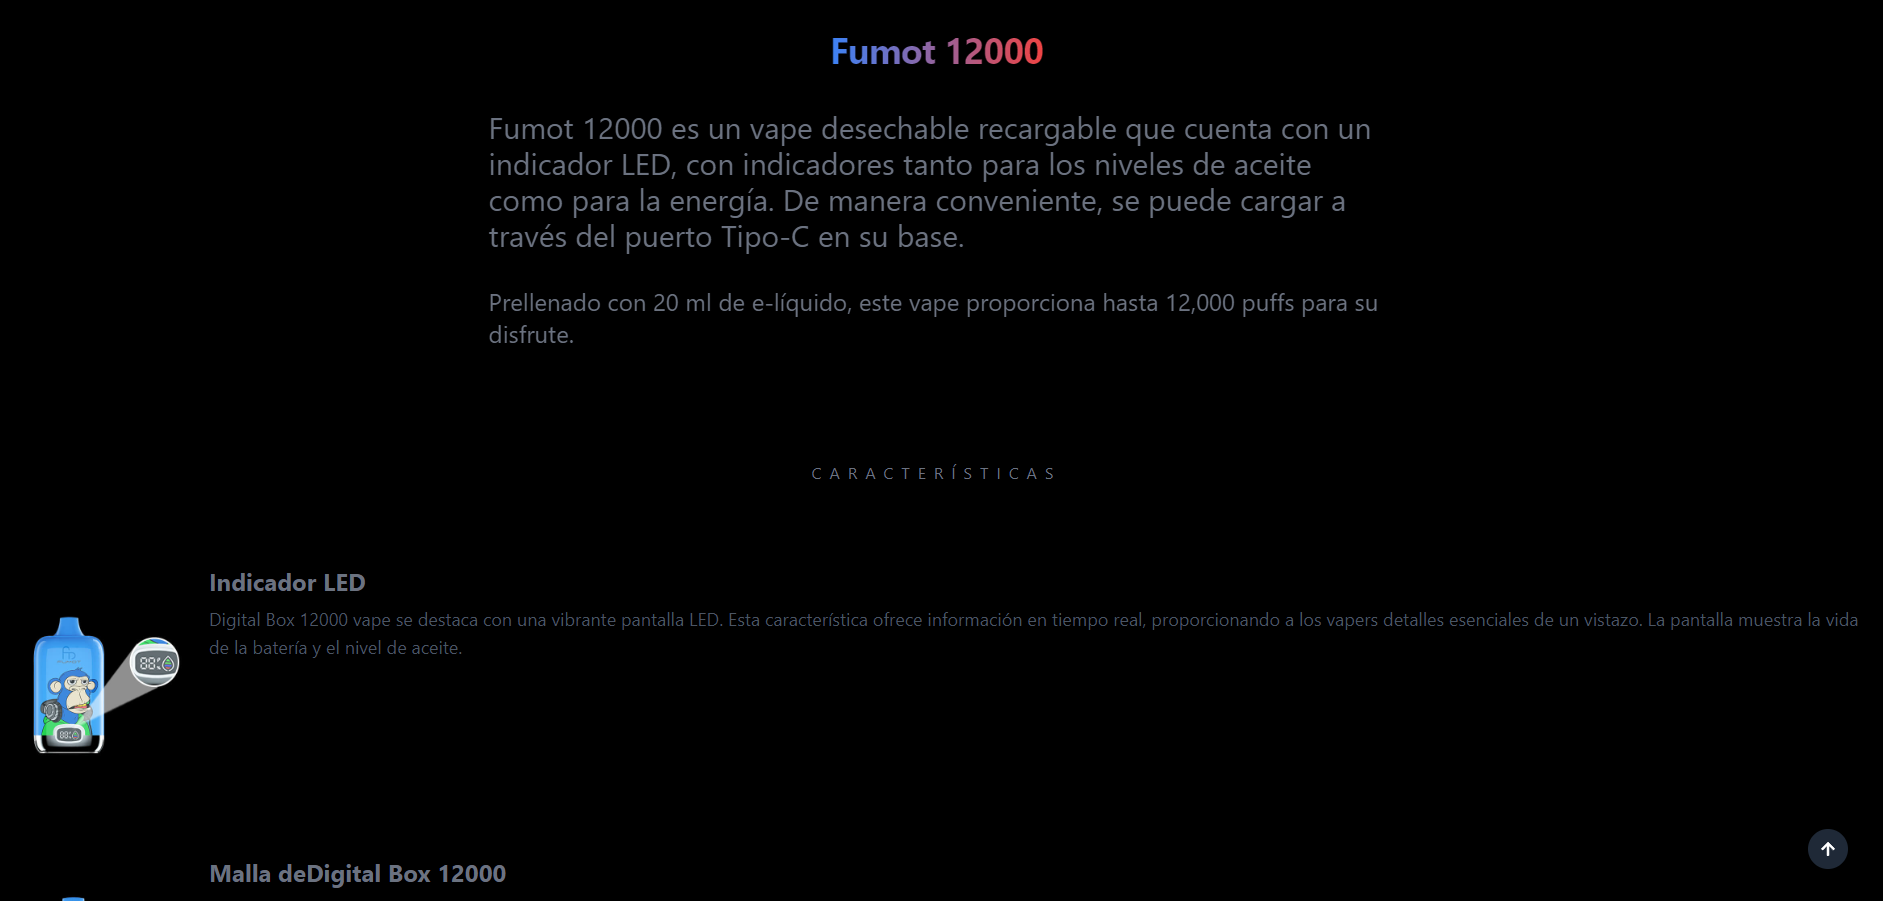 Fumot 12000
Fumot 12000 es un vape desechable recargable que cuenta con un
indicador LED, con indicadores tanto para los niveles de aceite
como para la energía. De manera conveniente, se puede cargar a
través del puerto Tipo-C en su base.
Prellenado con 20 ml de e-líquido, este vape proporciona hasta 12,000 puffs para su
disfrute.
CARACTERÍSTICAS
Indicador LED
Digital Box 12000 vape se destaca con una vibrante pantalla LED. Esta característica ofrece información en tiempo real, proporcionando a los vapers detalles esenciales de un vistazo. La pantalla muestra la vida
de la batería y el nivel de aceite.
88%
88%
Malla deDigital Box 12000